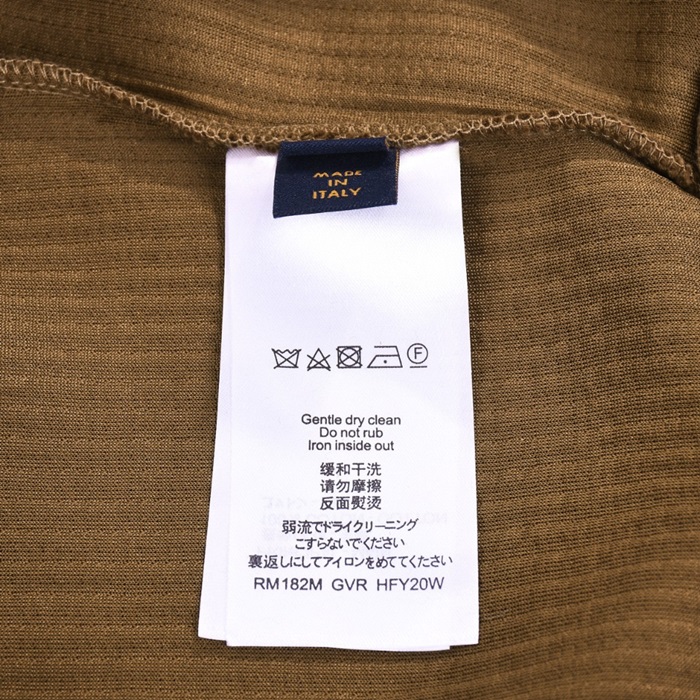 MADE
IN
ITALY
F
Gentle dry clean
Do not rub
Iron inside out
缓和干洗
请勿摩擦
反面熨烫
弱流でドライクリーニング
こすらないでください
裏返しにしてアイロンをめててください
RM182M GVR HFY20W